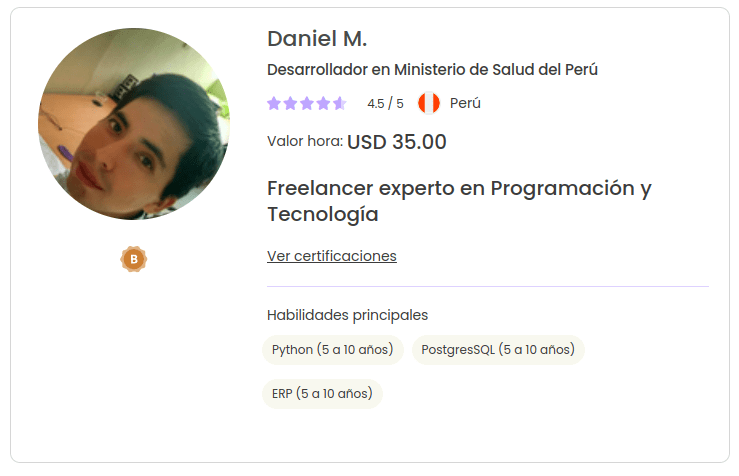 Daniel M.
Desarrollador en Ministerio de Salud del Perú
4.5 / 5 Perú
Valor hora: USD 35.00
Freelancer experto en Programación y
Tecnología
Ver certificaciones
B
Habilidades principales
Python (5 a 10 años) PostgresSQL (5 a 10 años)
ERP (5 a 10 años)